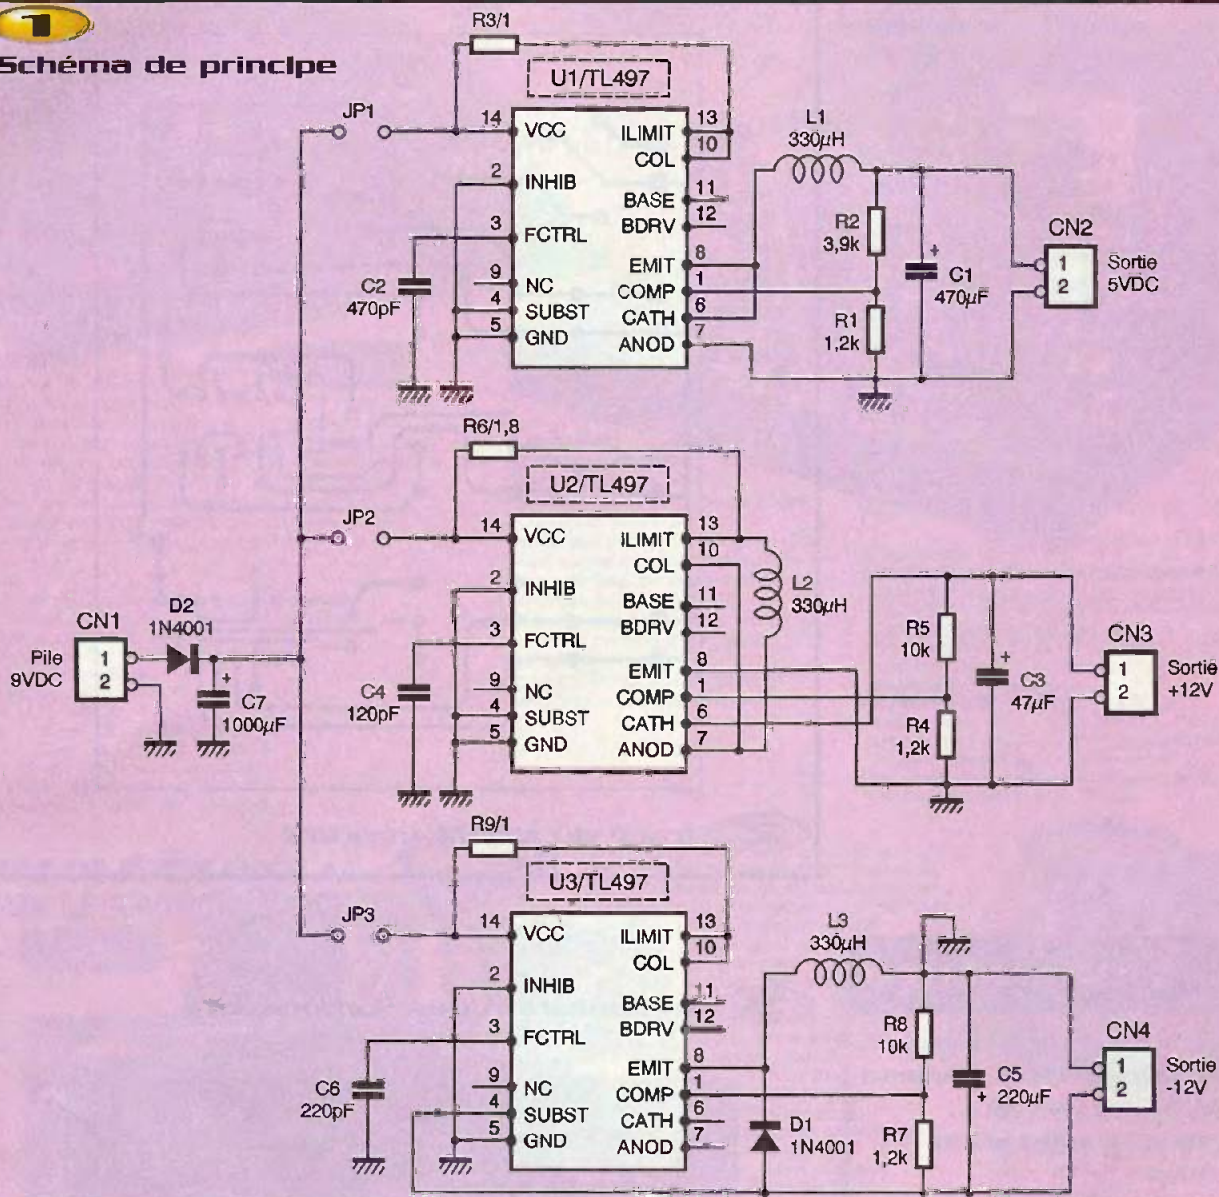 1
Schéma de principe
R3/1
U1/TL497
JP1
14 VCC
2 INHIB
3 FCTRL
9 NC
4 SUBST
5 GND
ILIMIT 13
COL 10
BASE 11
BDRV 12
EMIT 8
COMP 1
CATH 6
ANOD 7
C2
470pF
L1
330µH
R2
3,9k
R1
1,2k
+
C1
470µF
CN2
1
2
Sortie
5VDC
R6/1,8
U2/TL497
JP2
14 VCC
2 INHIB
3 FCTRL
9 NC
4 SUBST
5 GND
ILIMIT 13
COL 10
BASE 11
BDRV 12
EMIT 8
COMP 1
CATH 6
ANOD 7
L2
330µH
CN1
Pile
9VDC
1
2
D2
1N4001
+
C7
1000µF
C4
120pF
R5
10k
R4
1,2k
+
C3
47µF
CN3
1
2
Sortie
+12V
R9/1
U3/TL497
JP3
14 VCC
2 INHIB
3 FCTRL
9 NC
4 SUBST
5 GND
ILIMIT 13
COL 10
BASE 11
BDRV 12
EMIT 8
COMP 1
CATH 6
ANOD 7
C6
220pF
L3
330µH
D1
1N4001
R8
10k
R7
1,2k
C5
220µF
+
CN4
1
2
Sortie
-12V